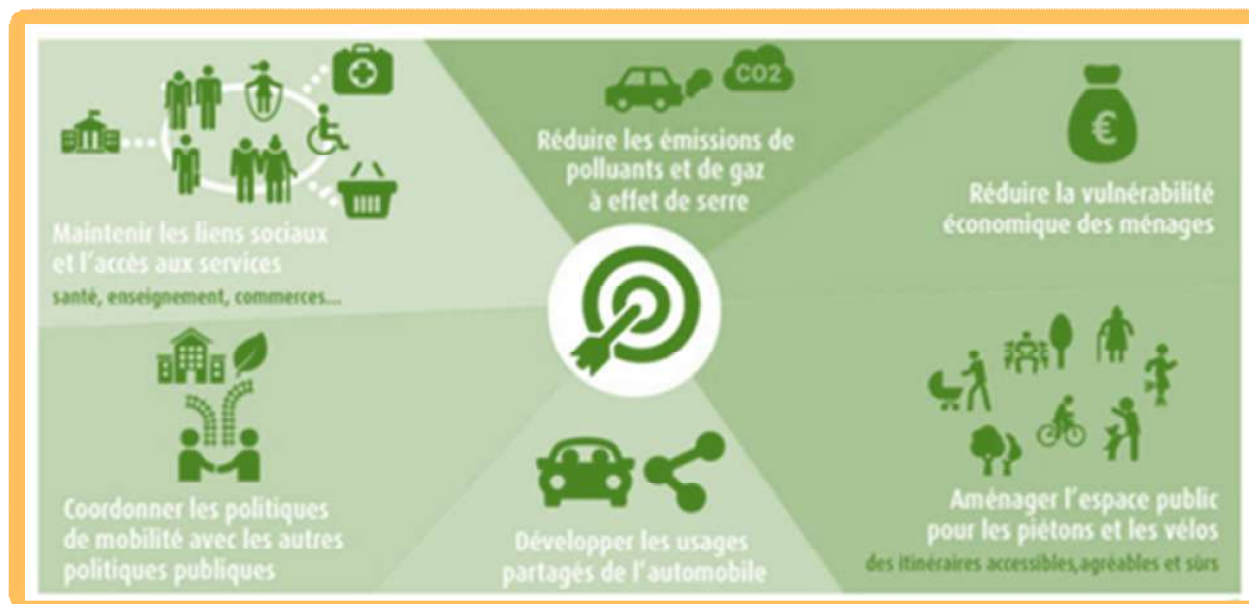 Maintenir les liens sociaux
et l'accès aux services
santé, enseignement, commerces...
CO2
Réduire les émissions de
polluants et de gaz
à effet de serre
€
Réduire la vulnérabilité
économique des ménages
Coordonner les politiques
de mobilité avec les autres
politiques publiques
Développer les usages
partagés de l'automobile
Aménager l'espace public
pour les piétons et les vélos
des itinéraires accessibles,agréables et sûrs